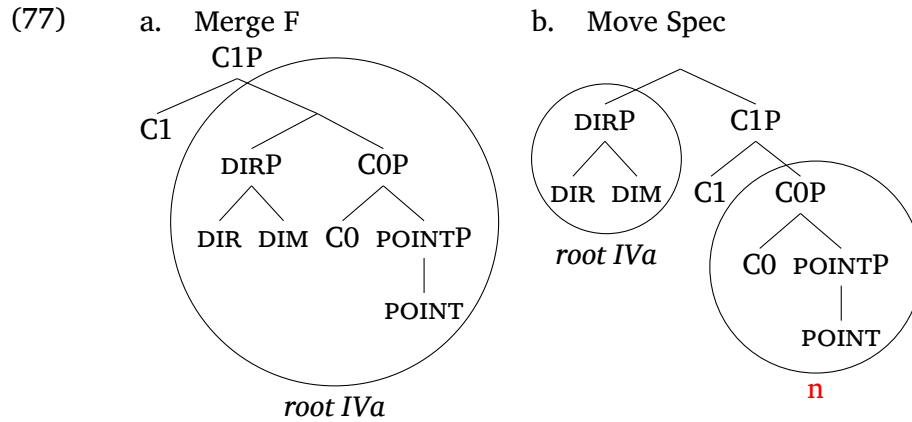 (77) a. Merge F b. Move Spec
C1P
C1
DIRP C0P
DIR DIM C0 POINTP
POINT
root IVa
DIRP C1P
DIR DIM C1 C0P
root IVa
C0 POINTP
POINT
n